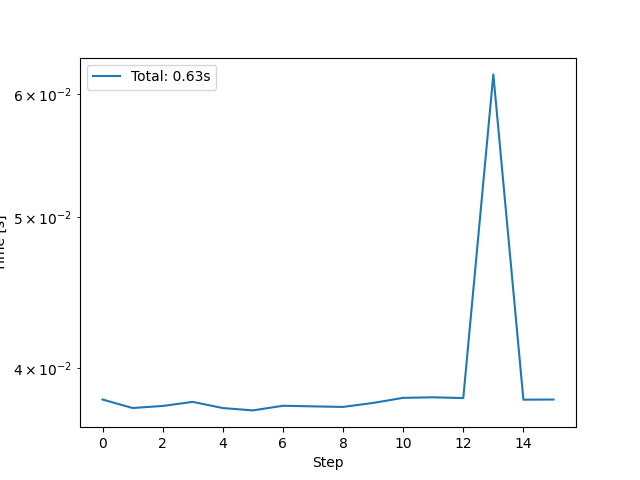 Total: 0.63s
6 × 10⁻²
5 × 10⁻²
4 × 10⁻²
Time [s]
0 2 4 6 8 10 12 14
Step